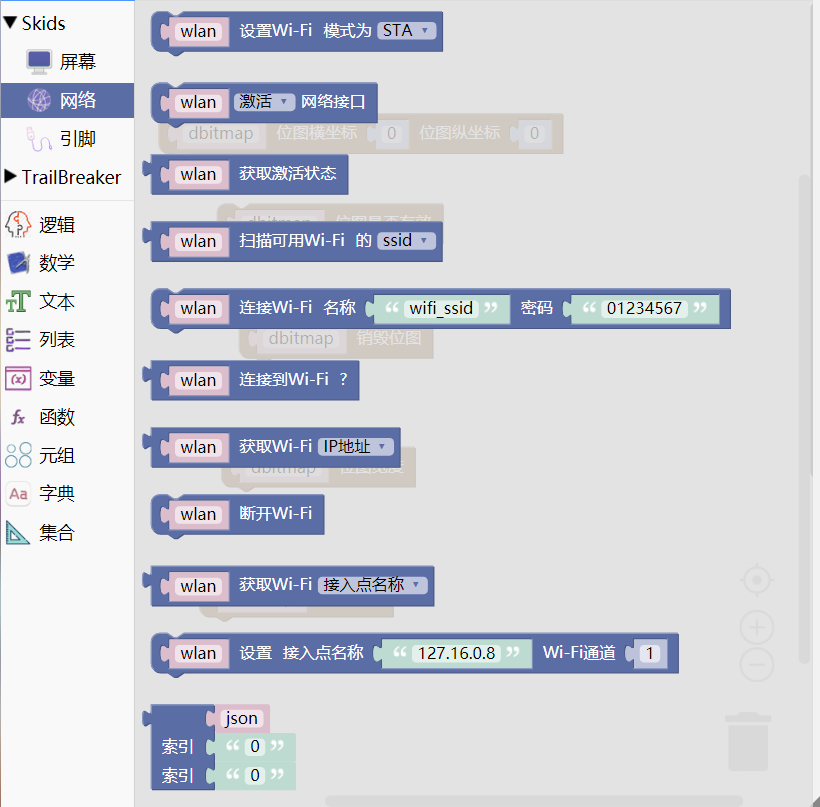 Skids
屏幕
网络
引脚
TrailBreaker
逻辑
数学
文本
列表
变量
函数
元组
字典
集合
wlan 设置Wi-Fi 模式为 STA
wlan 激活 网络接口
dbitmap 位图横坐标 0 位图纵坐标 0
wlan 获取激活状态
dbitmap 位图是否有效
wlan 扫描可用Wi-Fi 的 ssid
wlan 连接Wi-Fi 名称 “ wifi_ssid ” 密码 “ 01234567 ”
dbitmap 销毁位图
wlan 连接到Wi-Fi ?
wlan 获取Wi-Fi IP地址
dbitmap
wlan 断开Wi-Fi
wlan 获取Wi-Fi 接入点名称
wlan 设置 接入点名称 “ 127.16.0.8 ” Wi-Fi通道 1
json
索引 “ 0 ”
索引 “ 0 ”